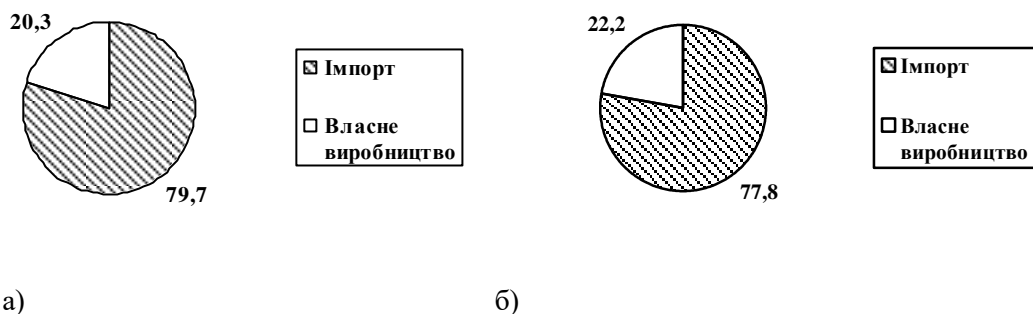 20,3
Імпорт
Власне
виробництво
79,7
22,2
Імпорт
Власне
виробництво
77,8
а)
б)